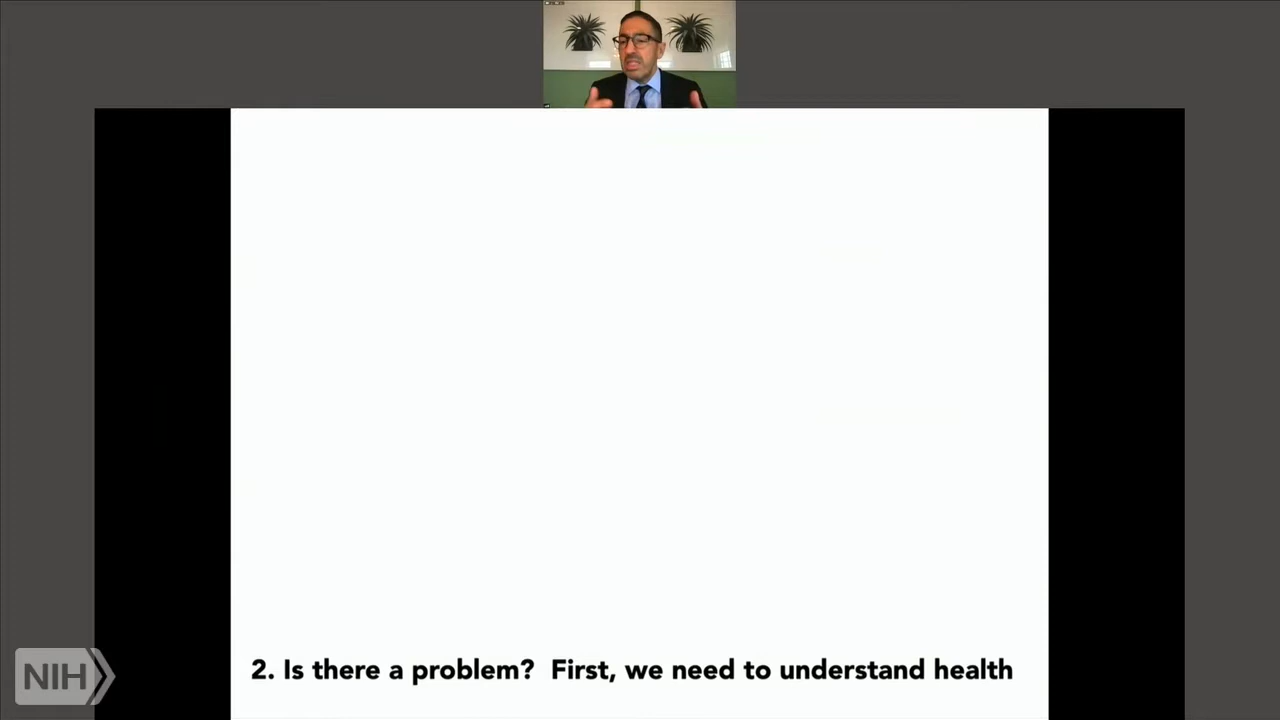 2. Is there a problem?  First, we need to understand health
NIH